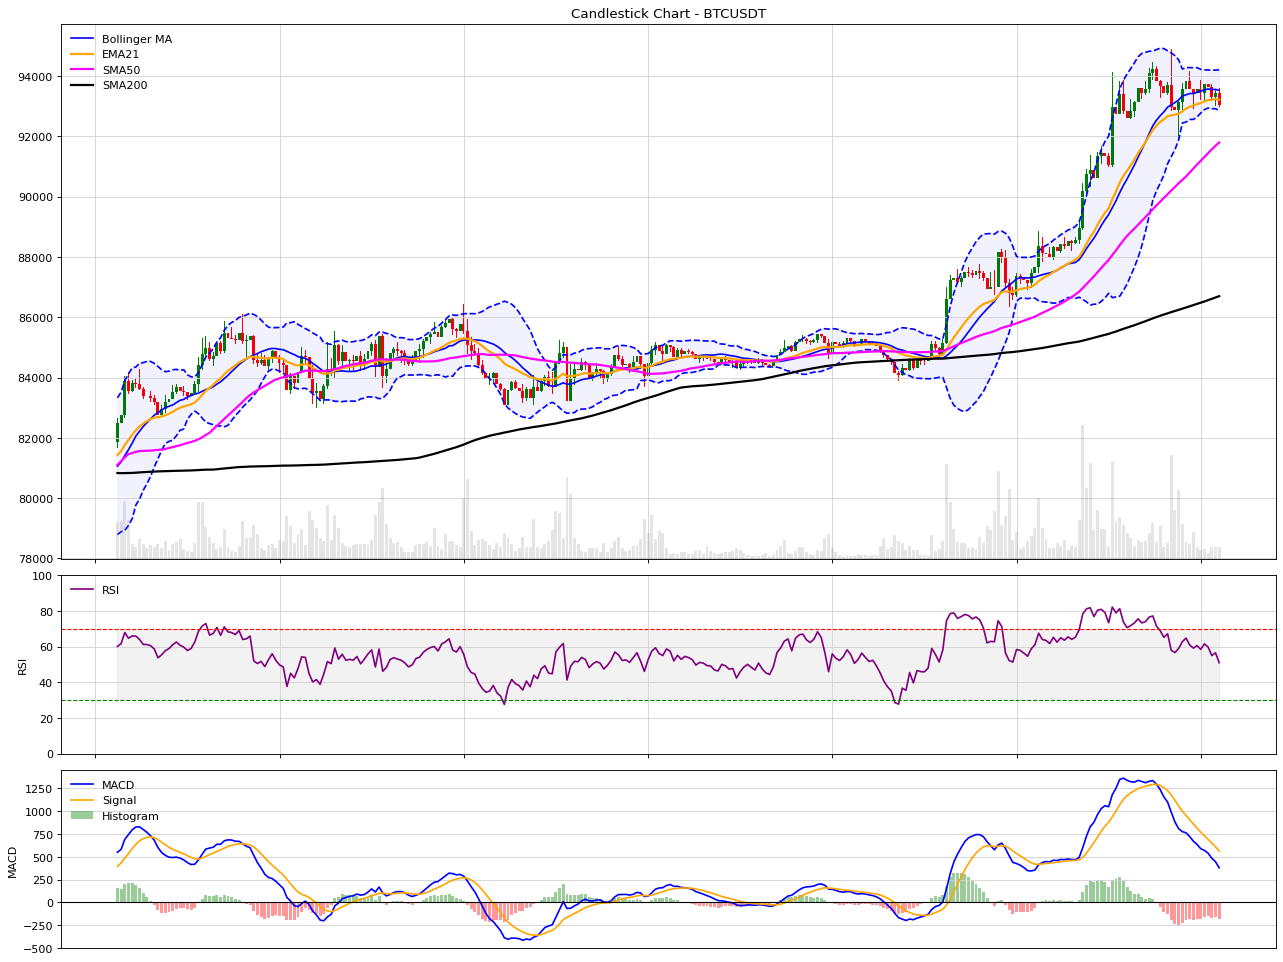 Candlestick Chart - BTCUSDT
Bollinger MA
EMA21
SMA50
SMA200
94000
92000
90000
88000
86000
84000
82000
80000
78000
100
80
60
40
20
0
RSI
RSI
1250
1000
750
500
250
0
−250
−500
MACD
MACD
Signal
Histogram